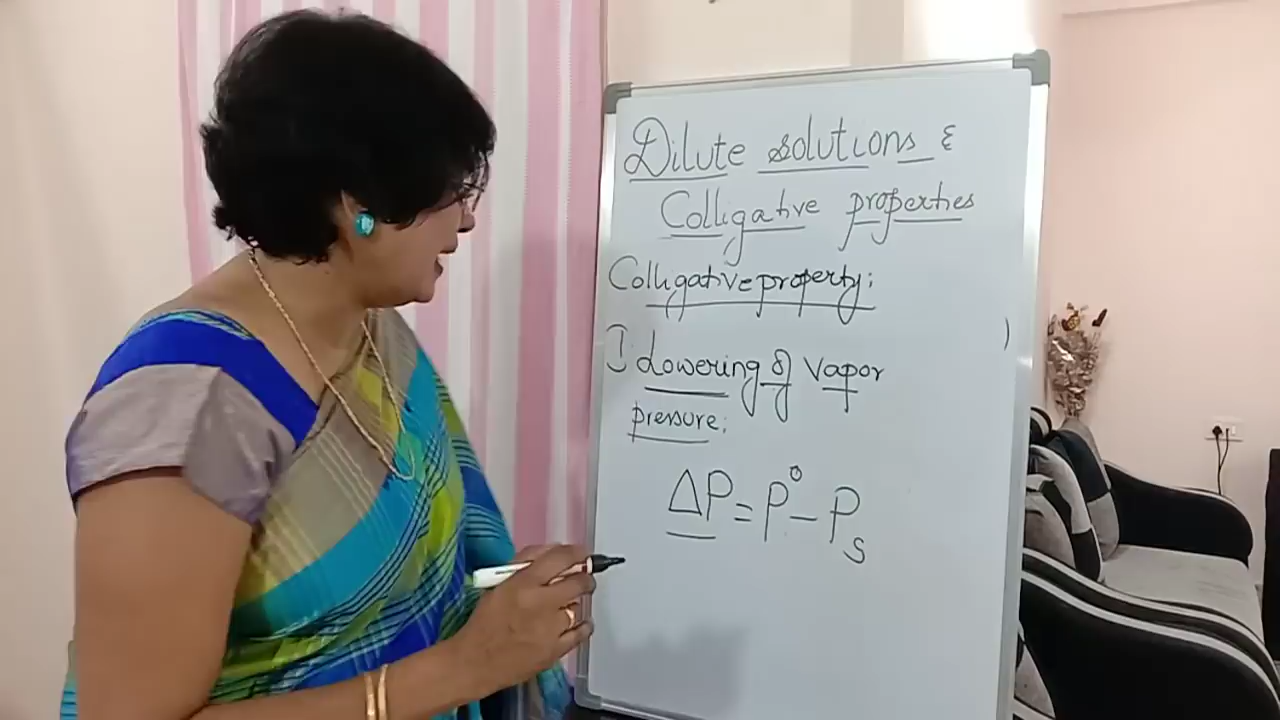 Dilute solutions &
Colligative properties
Colligative property:
I Lowering of vapor
pressure:
ΔP = P° - Ps